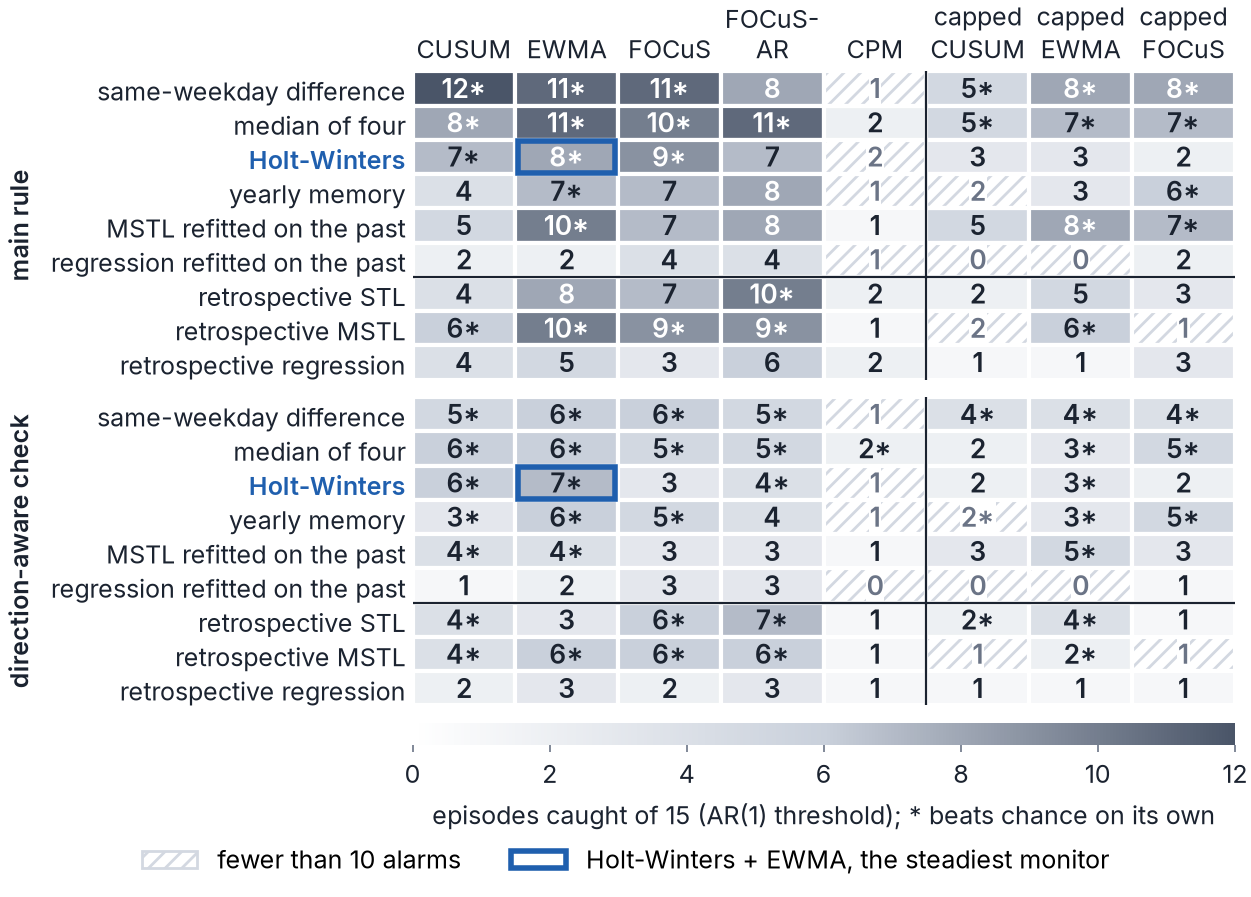 FOCuS- capped capped capped
CUSUM EWMA FOCuS AR CPM CUSUM EWMA FOCuS
main rule
same-weekday difference 12* 11* 11* 8 1 5* 8* 8*
median of four 8* 11* 10* 11* 2 5* 7* 7*
Holt-Winters 7* 8* 9* 7 2 3 3 2
yearly memory 4 7* 7 8 1 2 3 6*
MSTL refitted on the past 5 10* 7 8 1 5 8* 7*
regression refitted on the past 2 2 4 4 1 0 0 2
retrospective STL 4 8 7 10* 2 2 5 3
retrospective MSTL 6* 10* 9* 9* 1 2 6* 1
retrospective regression 4 5 3 6 2 1 1 3
direction-aware check
same-weekday difference 5* 6* 6* 5* 1 4* 4* 4*
median of four 6* 6* 5* 5* 2* 2 3* 5*
Holt-Winters 6* 7* 3 4* 1 2 3* 2
yearly memory 3* 6* 5* 4 1 2* 3* 5*
MSTL refitted on the past 4* 4* 3 3 1 3 5* 3
regression refitted on the past 1 2 3 3 0 0 0 1
retrospective STL 4* 3 6* 7* 1 2* 4* 1
retrospective MSTL 4* 6* 6* 6* 1 1 2* 1
retrospective regression 2 3 2 3 1 1 1 1
0 2 4 6 8 10 12
episodes caught of 15 (AR(1) threshold); * beats chance on its own
fewer than 10 alarms Holt-Winters + EWMA, the steadiest monitor